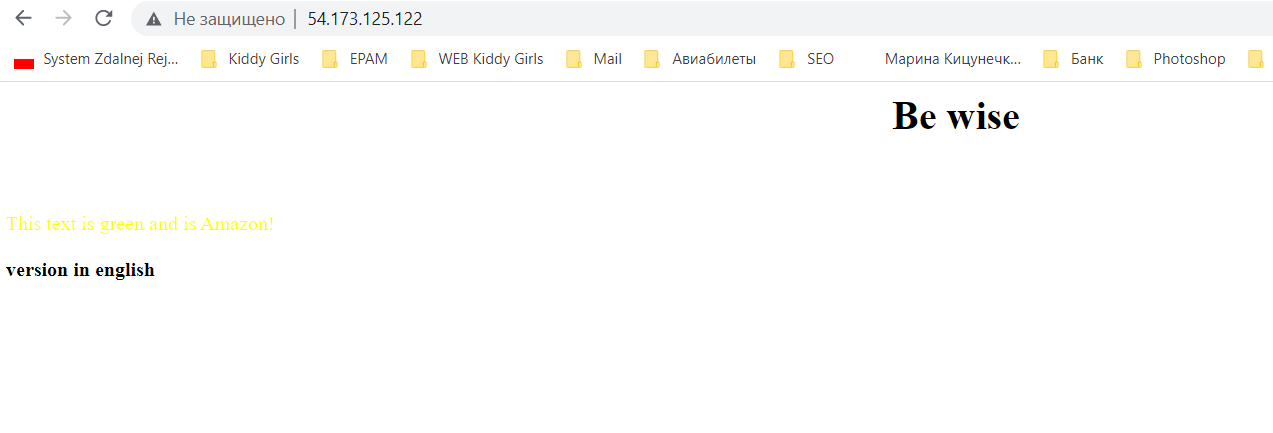 Не защищено 54.173.125.122
System Zdalnej Rej... Kiddy Girls EPAM WEB Kiddy Girls Mail Авиабилеты SEO Марина Кицунечк... Банк Photoshop
Be wise
This text is green and is Amazon!
version in english